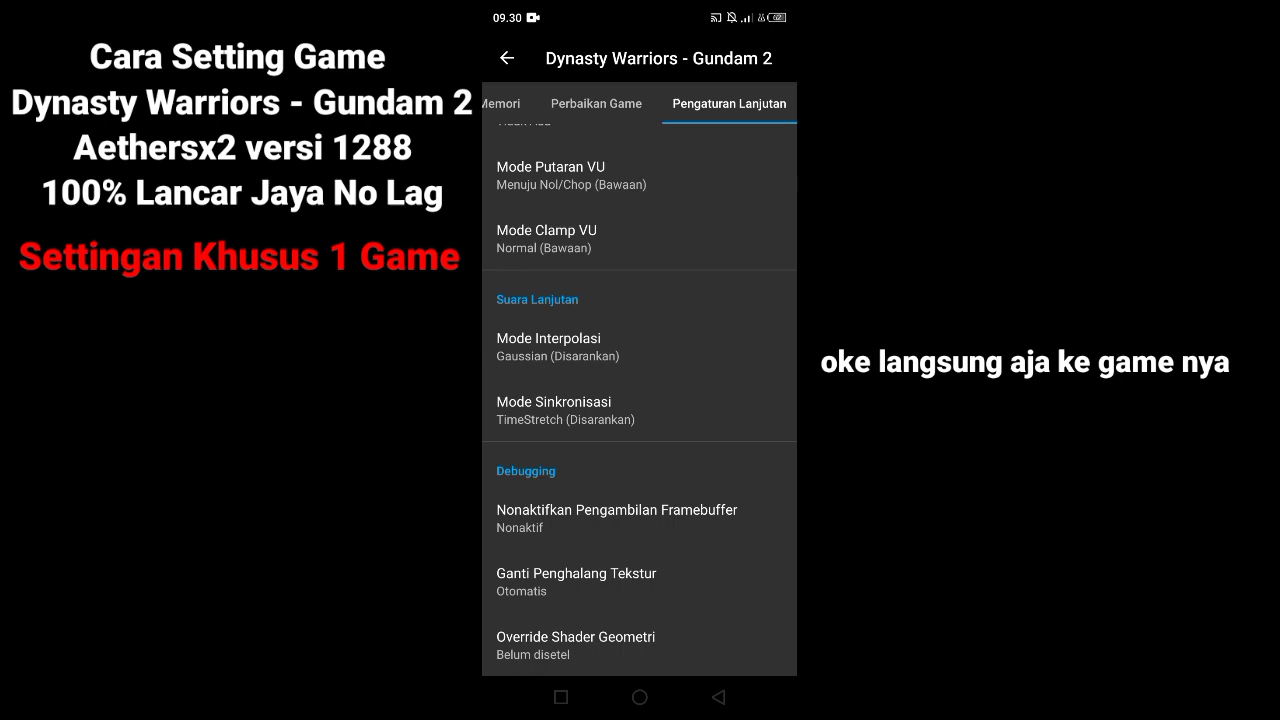 Cara Setting Game
Dynasty Warriors - Gundam 2
Aethersx2 versi 1288
100% Lancar Jaya No Lag
Settingan Khusus 1 Game
09.30
Dynasty Warriors - Gundam 2
Memori Perbaikan Game Pengaturan Lanjutan
Mode Putaran VU
Menuju Nol/Chop (Bawaan)
Mode Clamp VU
Normal (Bawaan)
Suara Lanjutan
Mode Interpolasi
Gaussian (Disarankan)
Mode Sinkronisasi
TimeStretch (Disarankan)
Debugging
Nonaktifkan Pengambilan Framebuffer
Nonaktif
Ganti Penghalang Tekstur
Otomatis
Override Shader Geometri
Belum disetel
oke langsung aja ke game nya